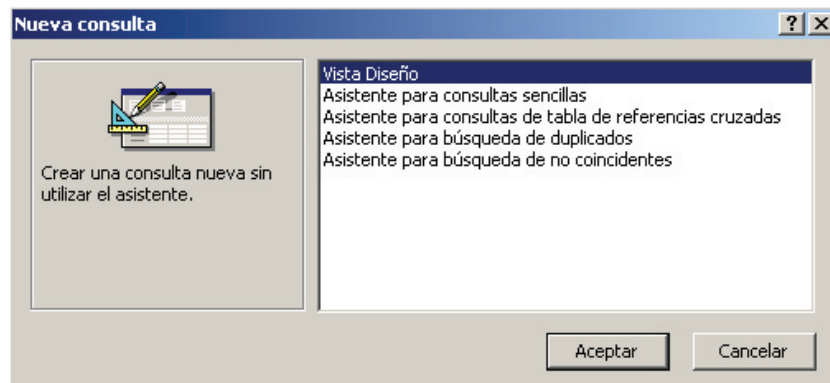 Nueva consulta
Vista Diseño
Asistente para consultas sencillas
Asistente para consultas de tabla de referencias cruzadas
Asistente para búsqueda de duplicados
Asistente para búsqueda de no coincidentes
Crear una consulta nueva sin
utilizar el asistente.
Aceptar
Cancelar